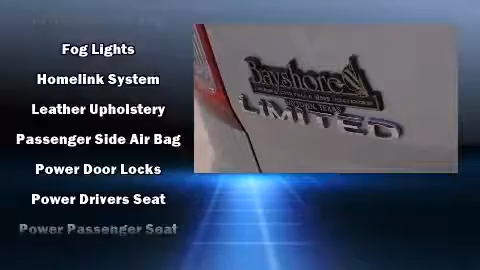 Fog Lights
Homelink System
Leather Upholstery
Passenger Side Air Bag
Power Door Locks
Power Drivers Seat
Power Passenger Seat
Bayshore
LIMITED